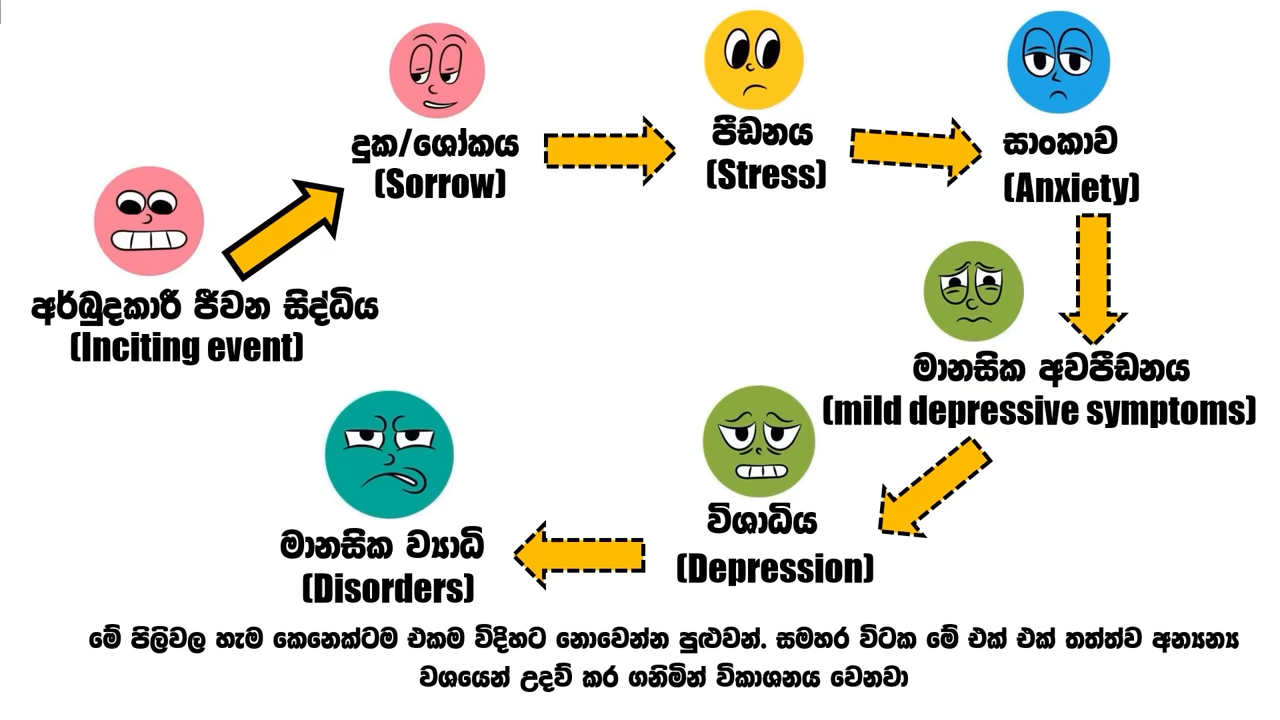 අර්බුදකාරී ජීවන සිද්ධිය
(Inciting event)
දුක/ශෝකය
(Sorrow)
පීඩනය
(Stress)
සාංකාව
(Anxiety)
මානසික අවපීඩනය
(mild depressive symptoms)
විශාධිය
(Depression)
මානසික ව්‍යාධි
(Disorders)
මේ පිලිවල හැම කෙනෙක්ටම එකම විදිහට නොවෙන්න පුළුවන්. සමහර විටක මේ එක් එක් තත්ත්ව අන්‍යන්‍ය
වශයෙන් උදව් කර ගනිමින් විකාශනය වෙනවා